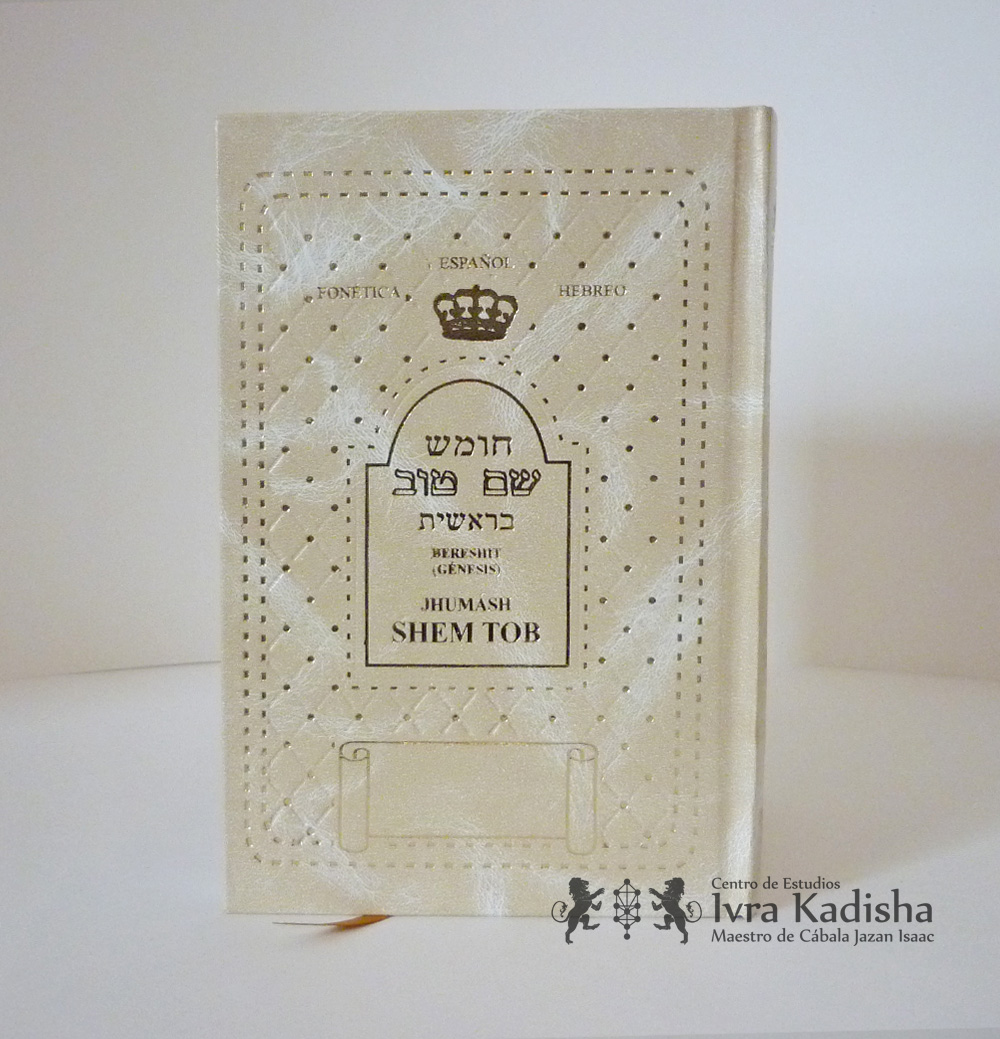 ESPAÑOL
FONÉTICA
HEBREO
חומש
שם טוב
בראשית
BERESHIT
(GÉNESIS)
JHUMASH
SHEM TOB
Centro de Estudios
Ivra Kadisha
Maestro de Cábala Jazan Isaac